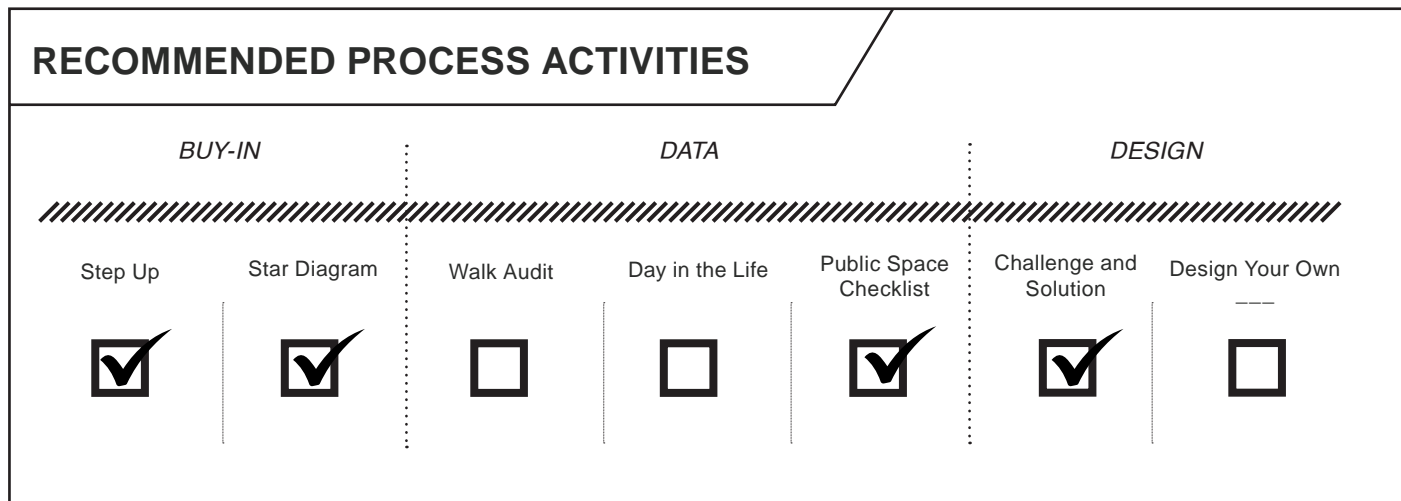 RECOMMENDED PROCESS ACTIVITIES
BUY-IN
DATA
DESIGN
Step Up
Star Diagram
Walk Audit
Day in the Life
Public Space
Checklist
Challenge and
Solution
Design Your Own
___